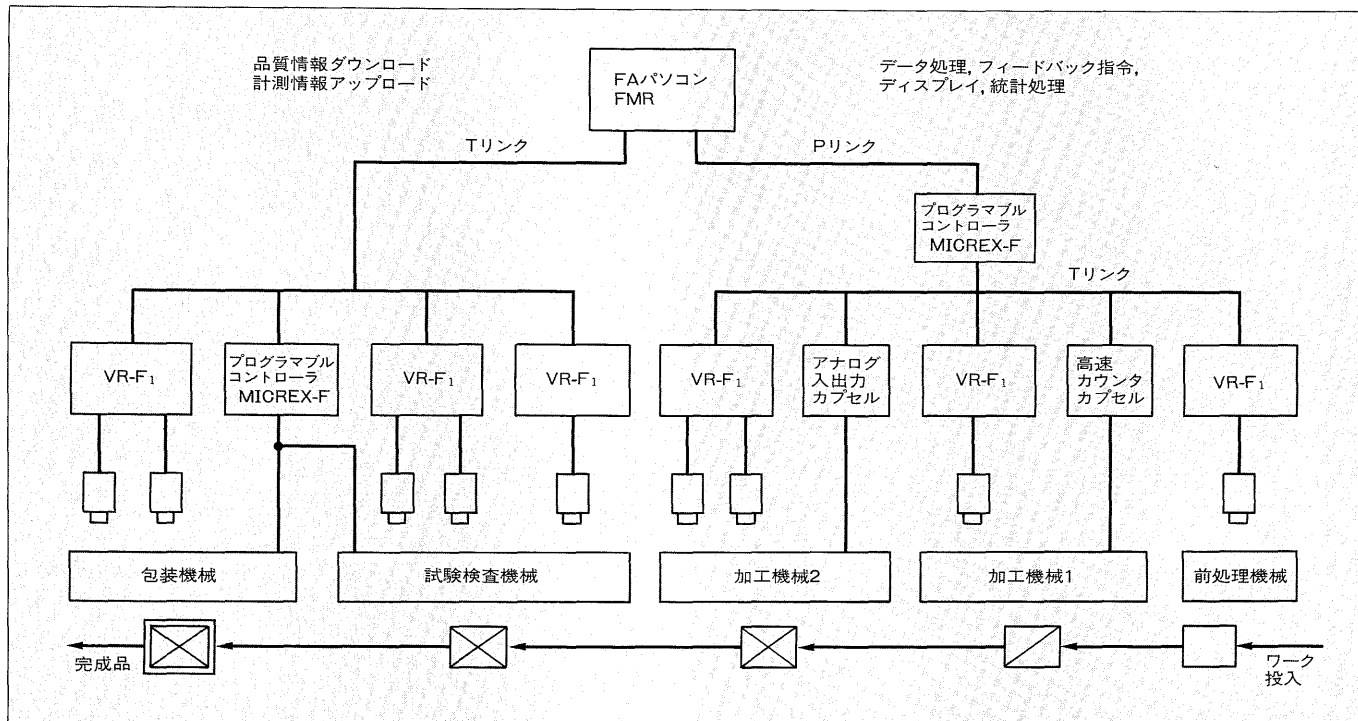 品質情報ダウンロード
計測情報アップロード
FAパソコン
FMR
データ処理,フィードバック指令,
ディスプレイ,統計処理
Tリンク
Pリンク
プログラマブル
コントローラ
MICREX-F
Tリンク
VR-F₁
プログラマブル
コントローラ
MICREX-F
VR-F₁
VR-F₁
VR-F₁
アナログ
入出力
カプセル
VR-F₁
高速
カウンタ
カプセル
VR-F₁
包装機械
試験検査機械
加工機械2
加工機械1
前処理機械
完成品
ワーク
投入